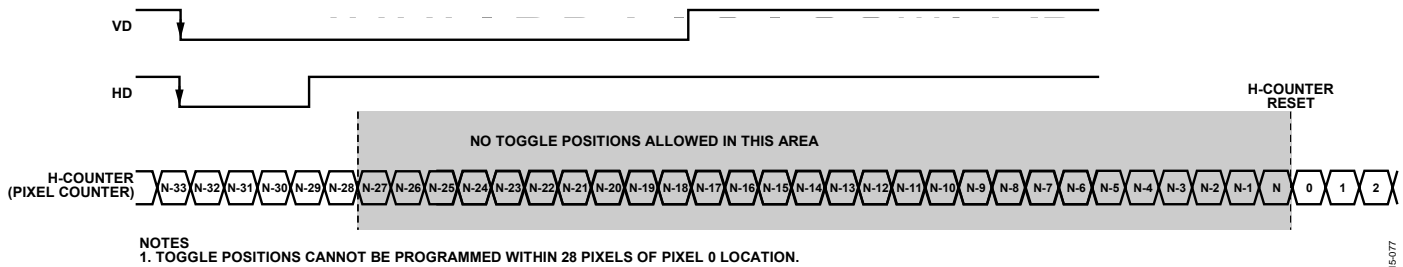 VD
HD
H-COUNTER
RESET
NO TOGGLE POSITIONS ALLOWED IN THIS AREA
H-COUNTER
(PIXEL COUNTER)
N-33 N-32 N-31 N-30 N-29 N-28 N-27 N-26 N-25 N-24 N-23 N-22 N-21 N-20 N-19 N-18 N-17 N-16 N-15 N-14 N-13 N-12 N-11 N-10 N-9 N-8 N-7 N-6 N-5 N-4 N-3 N-2 N-1 N 0 1 2
NOTES
1. TOGGLE POSITIONS CANNOT BE PROGRAMMED WITHIN 28 PIXELS OF PIXEL 0 LOCATION.